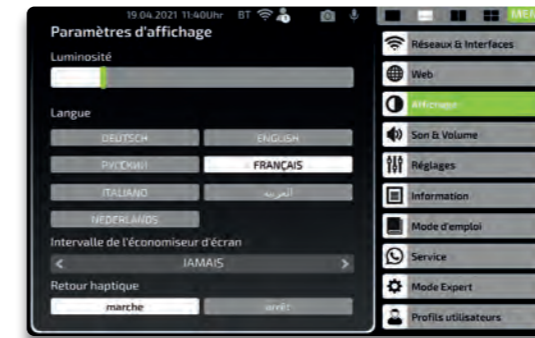 19.04.2021 11:40Uhr BT
MEN
Paramètres d'affichage
Luminosité
Langue
DEUTSCH ENGLISH
РУССКИЙ FRANÇAIS
ITALIANO العربية
NEDERLANDS
Intervalle de l'économiseur d'écran
< JAMAIS >
Retour haptique
marche arrêt
Réseaux & Interfaces
Web
Affichage
Son & Volume
Réglages
Information
Mode d'emploi
Service
Mode Expert
Profils utilisateurs